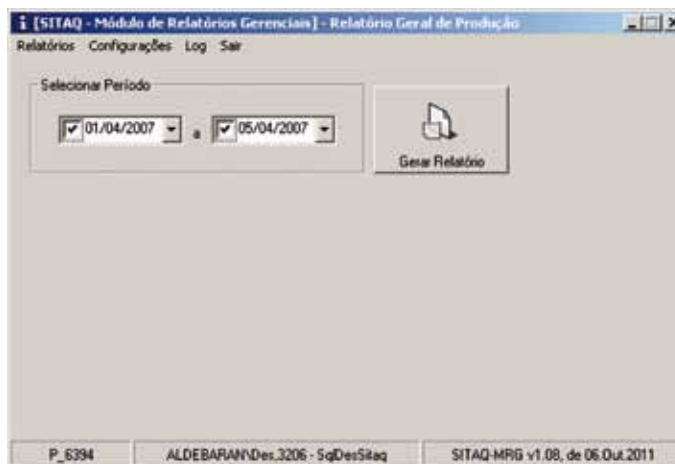 [SITAQ - Módulo de Relatórios Gerenciais] - Relatório Geral de Produção
Relatórios Configurações Log Sair
Selecionar Período
01/04/2007 a 05/04/2007
Gerar Relatório
P_6394 ALDEBARAN\Des,3206 - SqlDesSitaq SITAQ-MRG v1.08, de 06.Out.2011